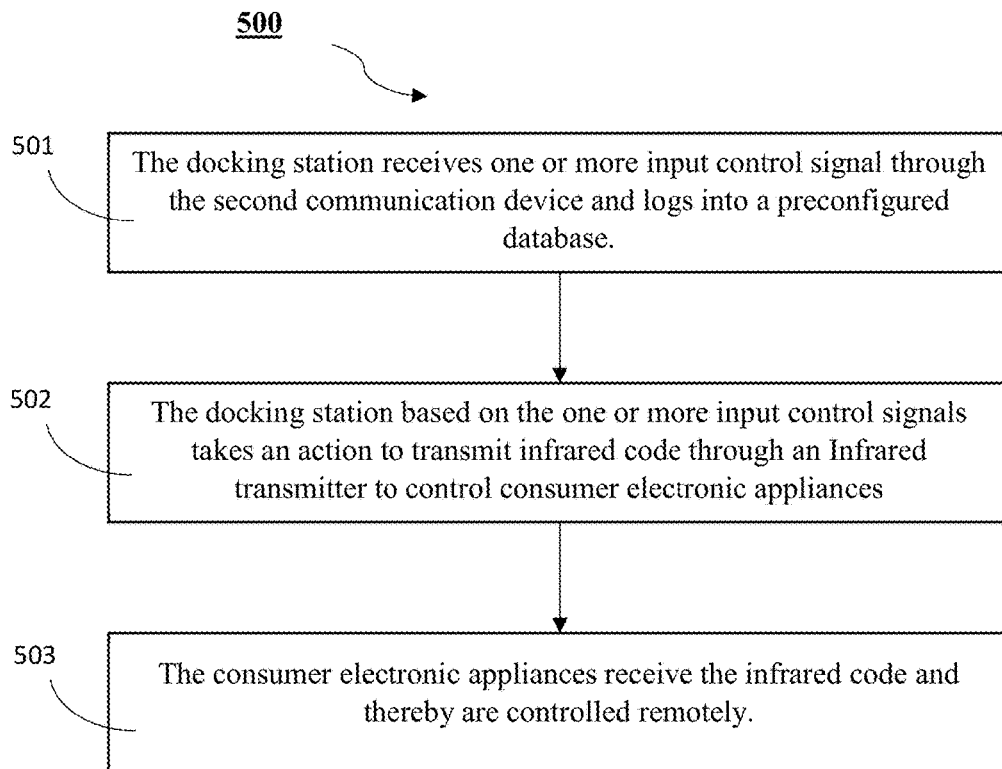 500
501
The docking station receives one or more input control signal through
the second communication device and logs into a preconfigured
database.
502
The docking station based on the one or more input control signals
takes an action to transmit infrared code through an Infrared
transmitter to control consumer electronic appliances
503
The consumer electronic appliances receive the infrared code and
thereby are controlled remotely.